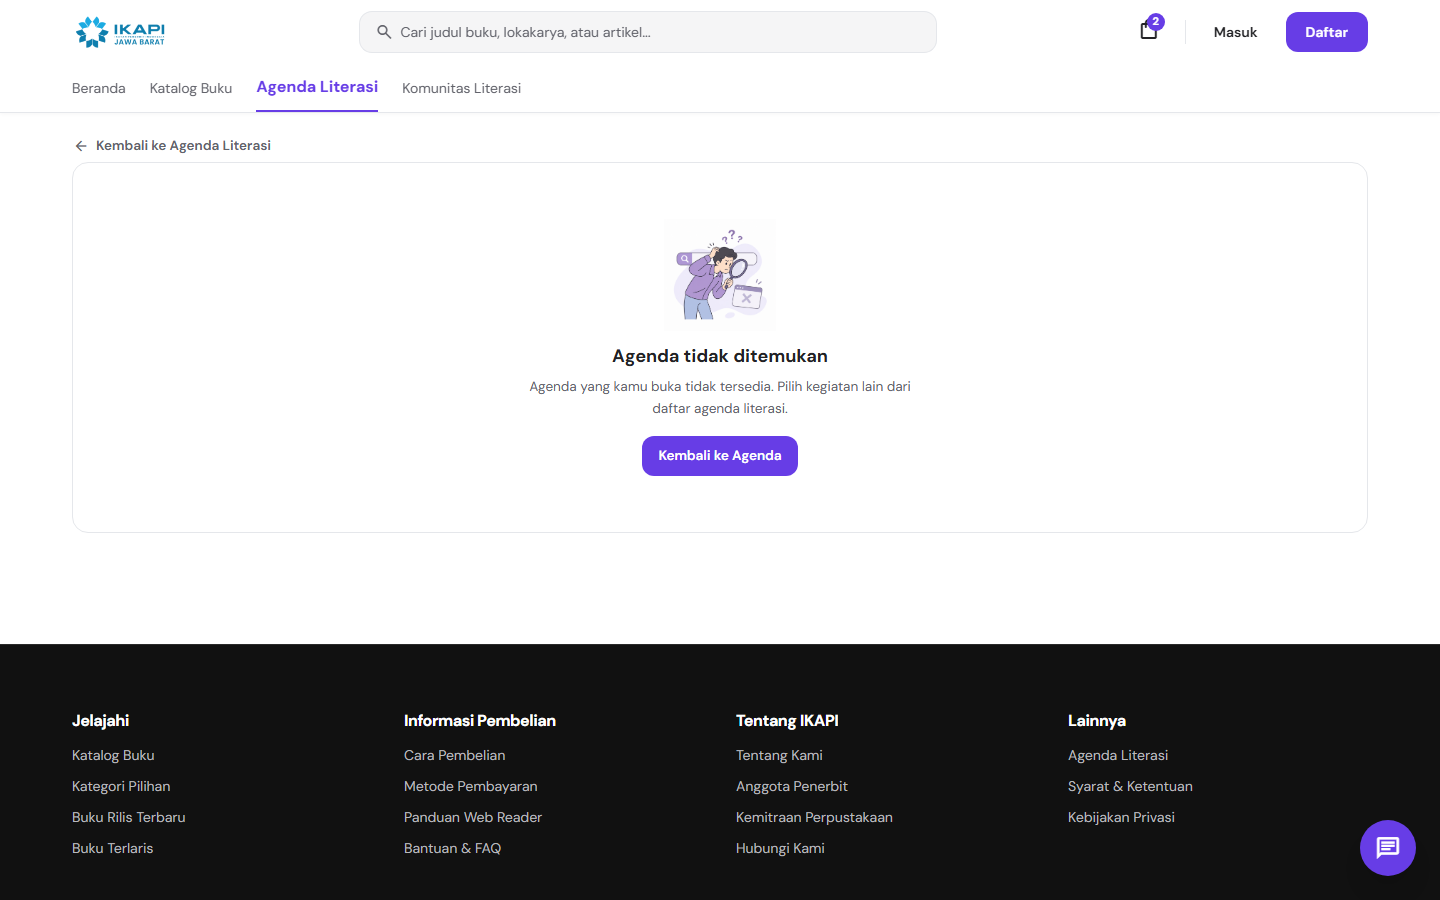 IKAPI
JAWA BARAT
Cari judul buku, lokakarya, atau artikel...
2
Masuk
Daftar
Beranda
Katalog Buku
Agenda Literasi
Komunitas Literasi
Kembali ke Agenda Literasi
???
Agenda tidak ditemukan
Agenda yang kamu buka tidak tersedia. Pilih kegiatan lain dari
daftar agenda literasi.
Kembali ke Agenda
Jelajahi
Katalog Buku
Kategori Pilihan
Buku Rilis Terbaru
Buku Terlaris
Informasi Pembelian
Cara Pembelian
Metode Pembayaran
Panduan Web Reader
Bantuan & FAQ
Tentang IKAPI
Tentang Kami
Anggota Penerbit
Kemitraan Perpustakaan
Hubungi Kami
Lainnya
Agenda Literasi
Syarat & Ketentuan
Kebijakan Privasi